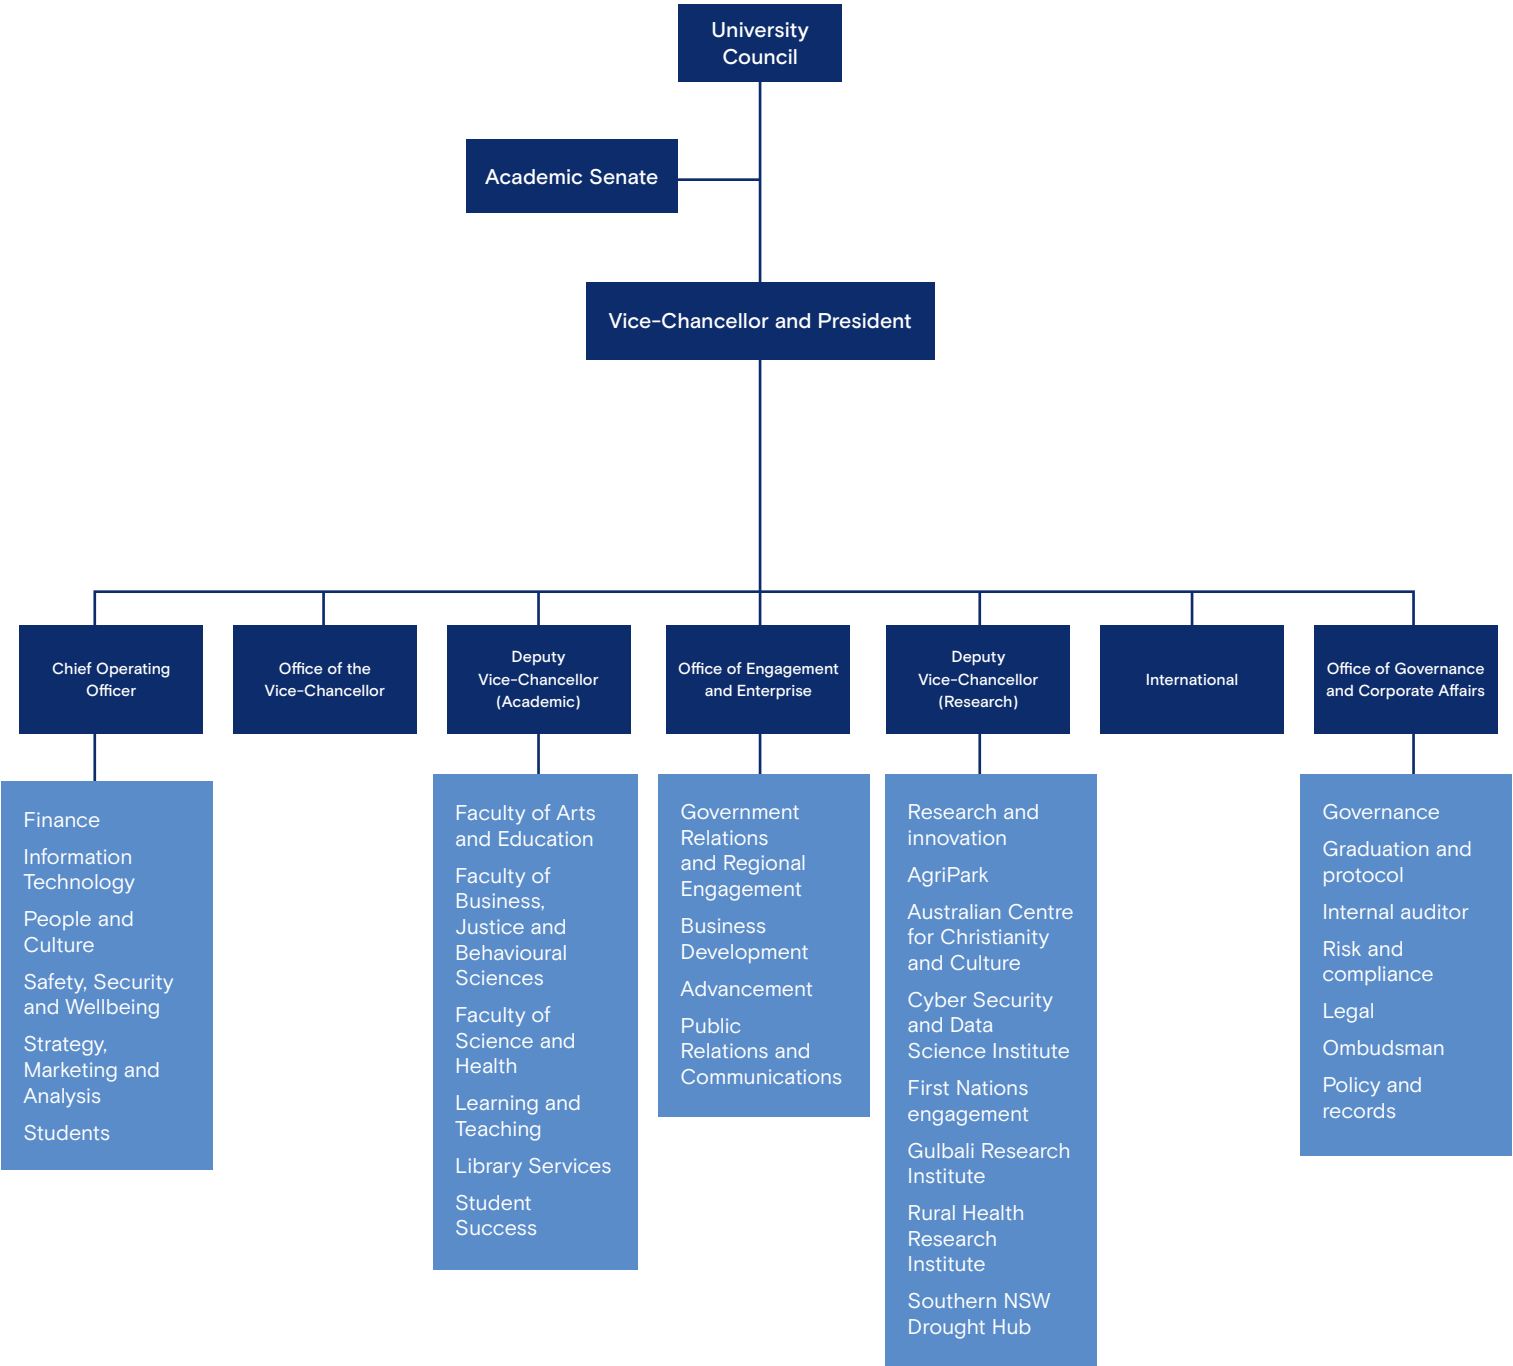 University
Council
Academic Senate
Vice-Chancellor and President
Chief Operating
Officer
Office of the
Vice-Chancellor
Deputy
Vice-Chancellor
(Academic)
Office of Engagement
and Enterprise
Deputy
Vice-Chancellor
(Research)
International
Office of Governance
and Corporate Affairs
Finance
Information
Technology
People and
Culture
Safety, Security
and Wellbeing
Strategy,
Marketing and
Analysis
Students
Faculty of Arts
and Education
Faculty of
Business,
Justice and
Behavioural
Sciences
Faculty of
Science and
Health
Learning and
Teaching
Library Services
Student
Success
Government
Relations
and Regional
Engagement
Business
Development
Advancement
Public
Relations and
Communications
Research and
innovation
AgriPark
Australian Centre
for Christianity
and Culture
Cyber Security
and Data
Science Institute
First Nations
engagement
Gulbali Research
Institute
Rural Health
Research
Institute
Southern NSW
Drought Hub
Governance
Graduation and
protocol
Internal auditor
Risk and
compliance
Legal
Ombudsman
Policy and
records